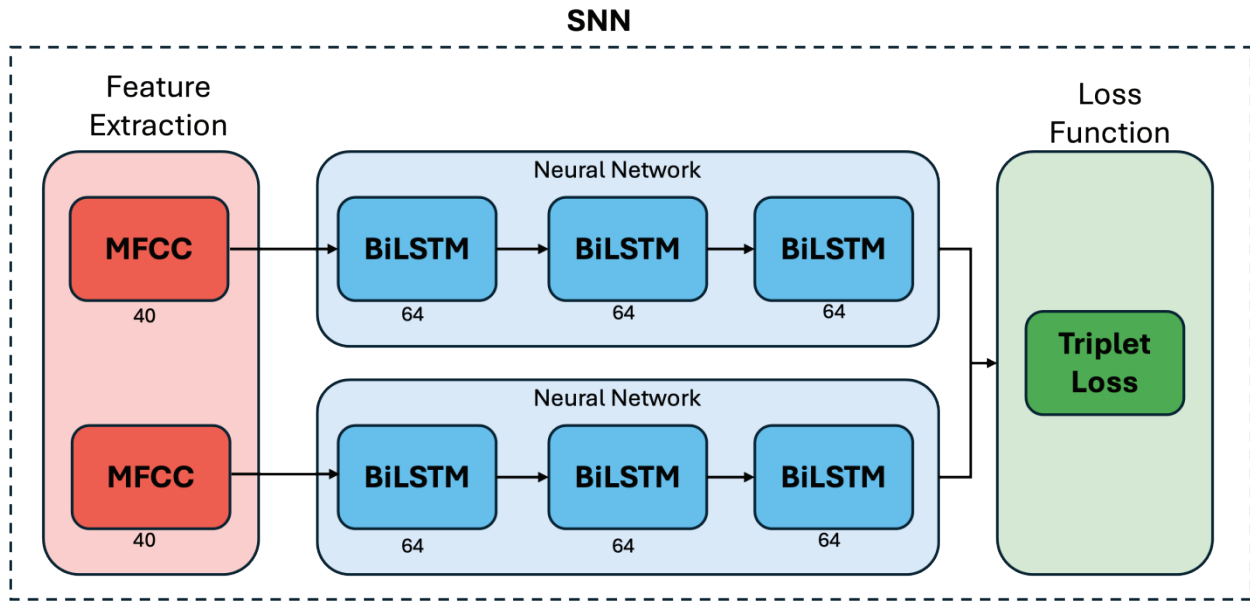 SNN
Feature
Extraction
Loss
Function
Neural Network
MFCC
BiLSTM
BiLSTM
BiLSTM
40
64
64
64
Neural Network
MFCC
BiLSTM
BiLSTM
BiLSTM
40
64
64
64
Triplet
Loss